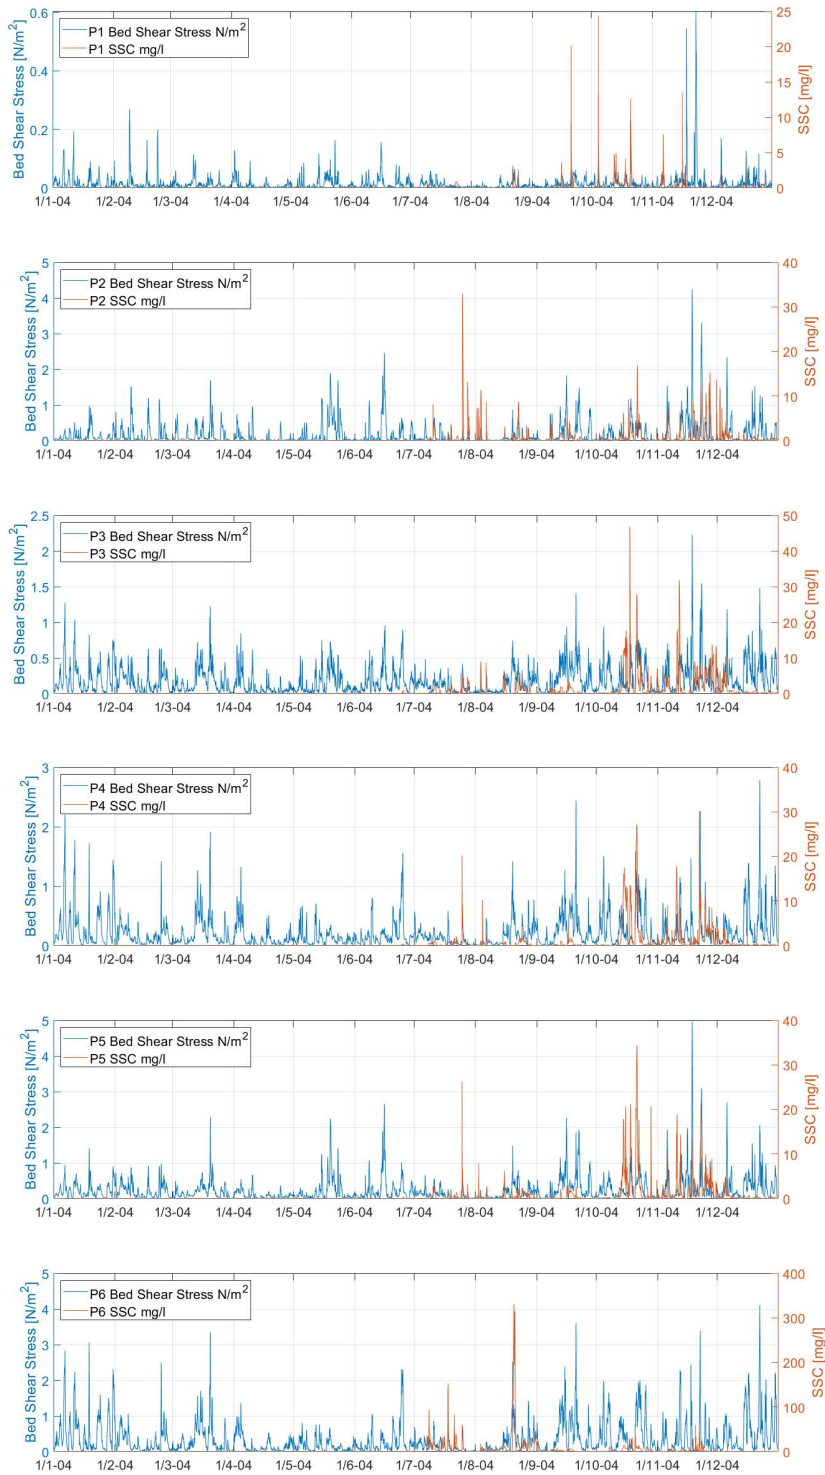 P1 Bed Shear Stress N/m²
P1 SSC mg/l
Bed Shear Stress [N/m²]
0.6
0.4
0.2
0
SSC [mg/l]
25
20
15
10
5
0
1/1-04 1/2-04 1/3-04 1/4-04 1/5-04 1/6-04 1/7-04 1/8-04 1/9-04 1/10-04 1/11-04 1/12-04
P2 Bed Shear Stress N/m²
P2 SSC mg/l
Bed Shear Stress [N/m²]
5
4
3
2
1
0
SSC [mg/l]
40
30
20
10
0
1/1-04 1/2-04 1/3-04 1/4-04 1/5-04 1/6-04 1/7-04 1/8-04 1/9-04 1/10-04 1/11-04 1/12-04
P3 Bed Shear Stress N/m²
P3 SSC mg/l
Bed Shear Stress [N/m²]
2.5
2
1.5
1
0.5
0
SSC [mg/l]
50
40
30
20
10
0
1/1-04 1/2-04 1/3-04 1/4-04 1/5-04 1/6-04 1/7-04 1/8-04 1/9-04 1/10-04 1/11-04 1/12-04
P4 Bed Shear Stress N/m²
P4 SSC mg/l
Bed Shear Stress [N/m²]
3
2
1
0
SSC [mg/l]
40
30
20
10
0
1/1-04 1/2-04 1/3-04 1/4-04 1/5-04 1/6-04 1/7-04 1/8-04 1/9-04 1/10-04 1/11-04 1/12-04
P5 Bed Shear Stress N/m²
P5 SSC mg/l
Bed Shear Stress [N/m²]
5
4
3
2
1
0
SSC [mg/l]
40
30
20
10
0
1/1-04 1/2-04 1/3-04 1/4-04 1/5-04 1/6-04 1/7-04 1/8-04 1/9-04 1/10-04 1/11-04 1/12-04
P6 Bed Shear Stress N/m²
P6 SSC mg/l
Bed Shear Stress [N/m²]
5
4
3
2
1
0
SSC [mg/l]
400
300
200
100
0
1/1-04 1/2-04 1/3-04 1/4-04 1/5-04 1/6-04 1/7-04 1/8-04 1/9-04 1/10-04 1/11-04 1/12-04